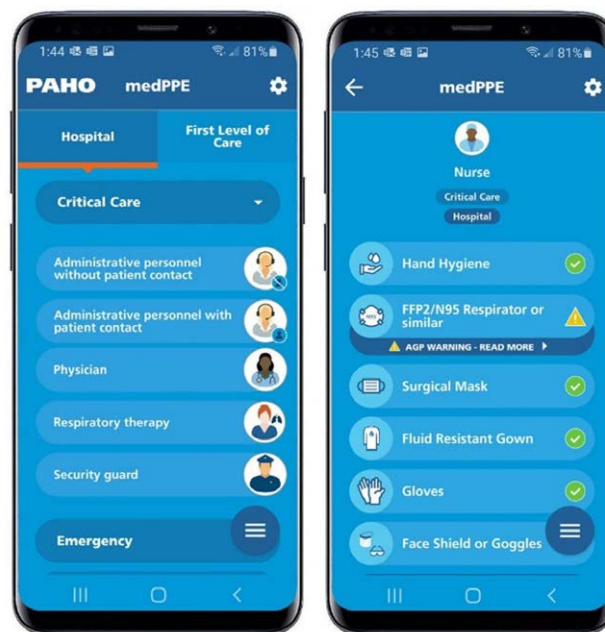 1:44
81%
PAHO medPPE
Hospital
First Level of
Care
Critical Care
Administrative personnel
without patient contact
Administrative personnel with
patient contact
Physician
Respiratory therapy
Security guard
Emergency
1:45
81%
medPPE
Nurse
Critical Care
Hospital
Hand Hygiene
FFP2/N95 Respirator or
similar
AGP WARNING - READ MORE
Surgical Mask
Fluid Resistant Gown
Gloves
Face Shield or Goggles